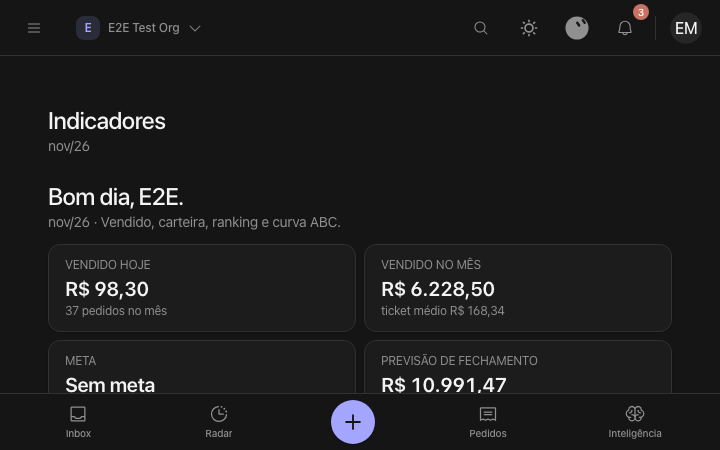 E E2E Test Org
3
EM
Indicadores
nov/26
Bom dia, E2E.
nov/26 · Vendido, carteira, ranking e curva ABC.
VENDIDO HOJE
R$ 98,30
37 pedidos no mês
VENDIDO NO MÊS
R$ 6.228,50
ticket médio R$ 168,34
META
Sem meta
PREVISÃO DE FECHAMENTO
R$ 10.991,47
Inbox
Radar
Pedidos
Inteligência